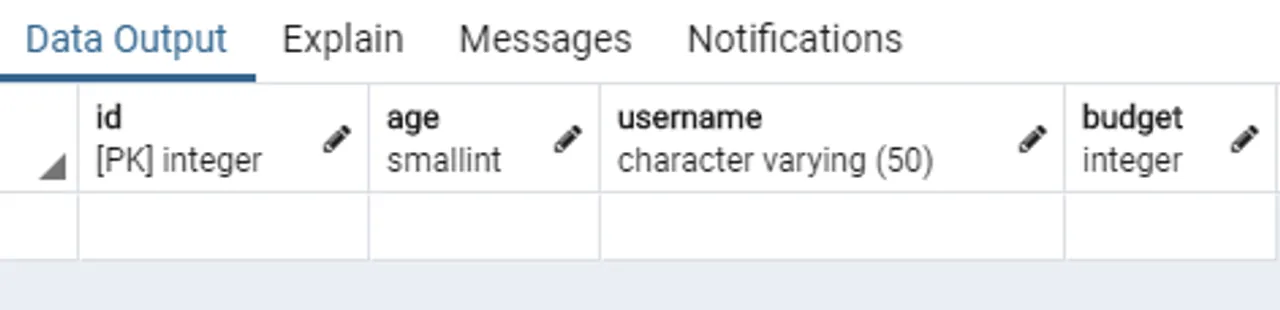 Data Output Explain Messages Notifications
id age username budget
[PK] integer smallint character varying (50) integer